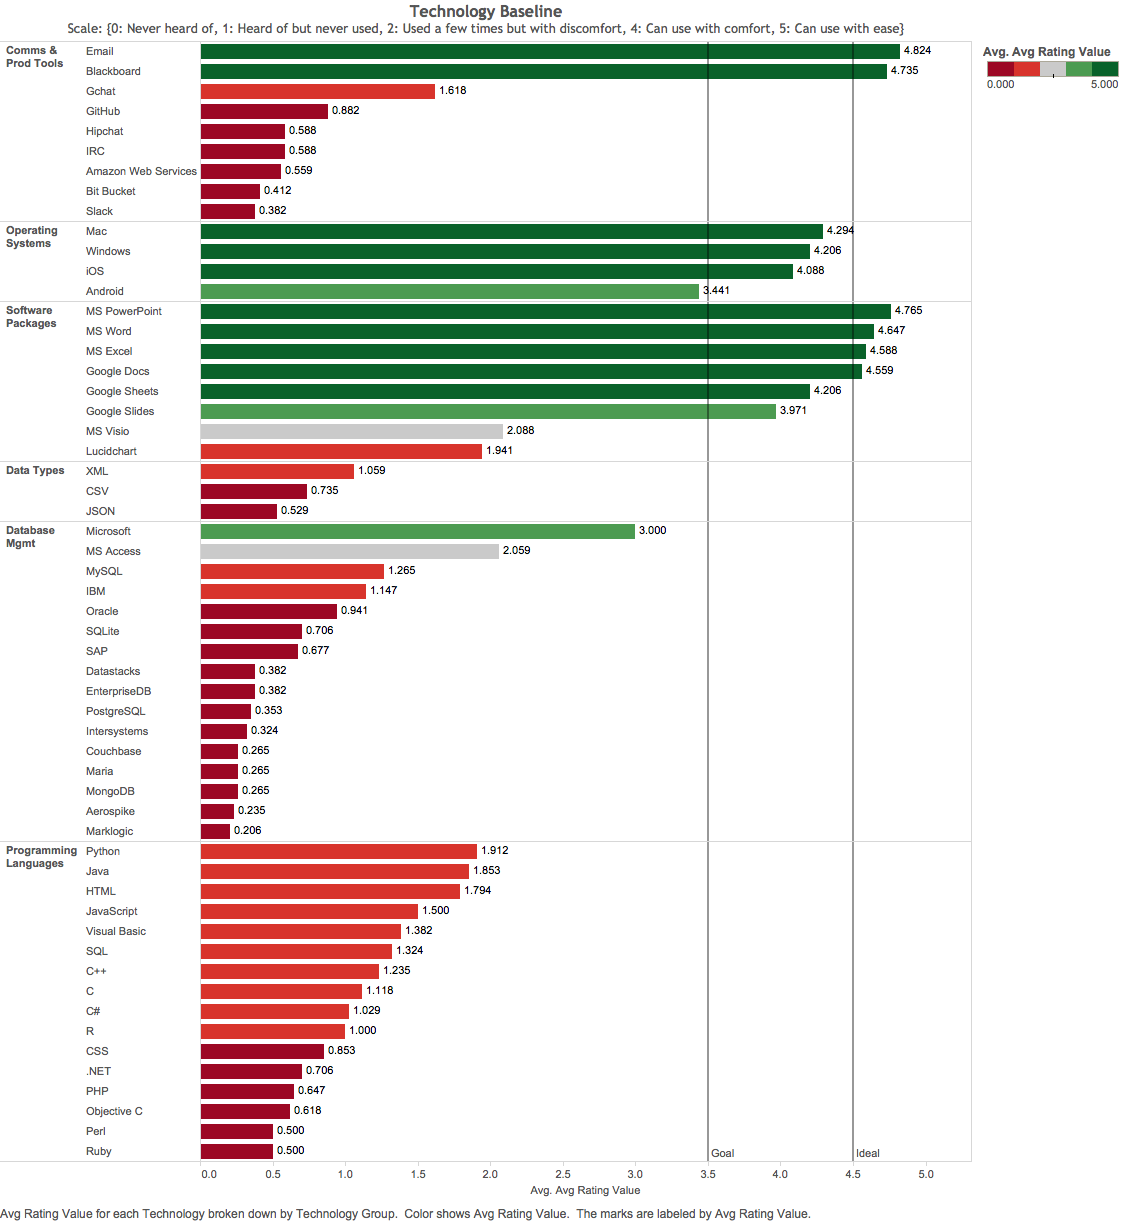 Technology Baseline
Scale: {0: Never heard of, 1: Heard of but never used, 2: Used a few times but with discomfort, 4: Can use with comfort, 5: Can use with ease}
Avg. Avg Rating Value
0.000 5.000
Comms &
Prod Tools
Email 4.824
Blackboard 4.735
Gchat 1.618
GitHub 0.882
Hipchat 0.588
IRC 0.588
Amazon Web Services 0.559
Bit Bucket 0.412
Slack 0.382
Operating
Systems
Mac 4.294
Windows 4.206
iOS 4.088
Android 3.441
Software
Packages
MS PowerPoint 4.765
MS Word 4.647
MS Excel 4.588
Google Docs 4.559
Google Sheets 4.206
Google Slides 3.971
MS Visio 2.088
Lucidchart 1.941
Data Types
XML 1.059
CSV 0.735
JSON 0.529
Database
Mgmt
Microsoft 3.000
MS Access 2.059
MySQL 1.265
IBM 1.147
Oracle 0.941
SQLite 0.706
SAP 0.677
Datastacks 0.382
EnterpriseDB 0.382
PostgreSQL 0.353
Intersystems 0.324
Couchbase 0.265
Maria 0.265
MongoDB 0.265
Aerospike 0.235
Marklogic 0.206
Programming
Languages
Python 1.912
Java 1.853
HTML 1.794
JavaScript 1.500
Visual Basic 1.382
SQL 1.324
C++ 1.235
C 1.118
C# 1.029
R 1.000
CSS 0.853
.NET 0.706
PHP 0.647
Objective C 0.618
Perl 0.500
Ruby 0.500
Goal Ideal
0.0 0.5 1.0 1.5 2.0 2.5 3.0 3.5 4.0 4.5 5.0
Avg. Avg Rating Value
Avg Rating Value for each Technology broken down by Technology Group.  Color shows Avg Rating Value.  The marks are labeled by Avg Rating Value.